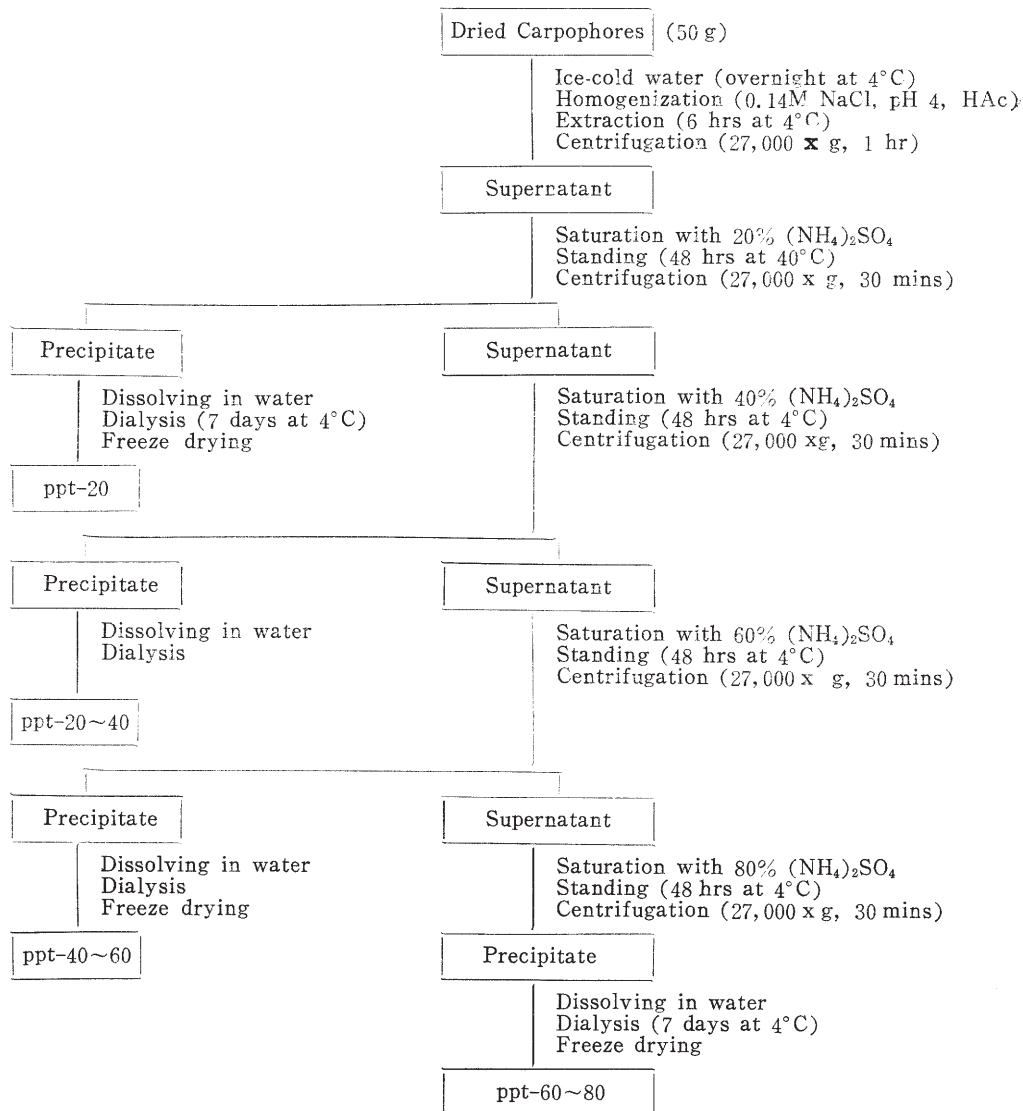 Dried Carpophores (50 g)
Ice-cold water (overnight at 4°C)
Homogenization (0.14M NaCl, pH 4, HAc)
Extraction (6 hrs at 4°C)
Centrifugation (27,000 x g, 1 hr)
Supernatant
Saturation with 20% (NH₄)₂SO₄
Standing (48 hrs at 40°C)
Centrifugation (27,000 x g, 30 mins)
Precipitate
Supernatant
Dissolving in water
Dialysis (7 days at 4°C)
Freeze drying
Saturation with 40% (NH₄)₂SO₄
Standing (48 hrs at 4°C)
Centrifugation (27,000 xg, 30 mins)
ppt-20
Precipitate
Supernatant
Dissolving in water
Dialysis
Saturation with 60% (NH₄)₂SO₄
Standing (48 hrs at 4°C)
Centrifugation (27,000 x g, 30 mins)
ppt-20~40
Precipitate
Supernatant
Dissolving in water
Dialysis
Freeze drying
Saturation with 80% (NH₄)₂SO₄
Standing (48 hrs at 4°C)
Centrifugation (27,000 x g, 30 mins)
ppt-40~60
Precipitate
Dissolving in water
Dialysis (7 days at 4°C)
Freeze drying
ppt-60~80